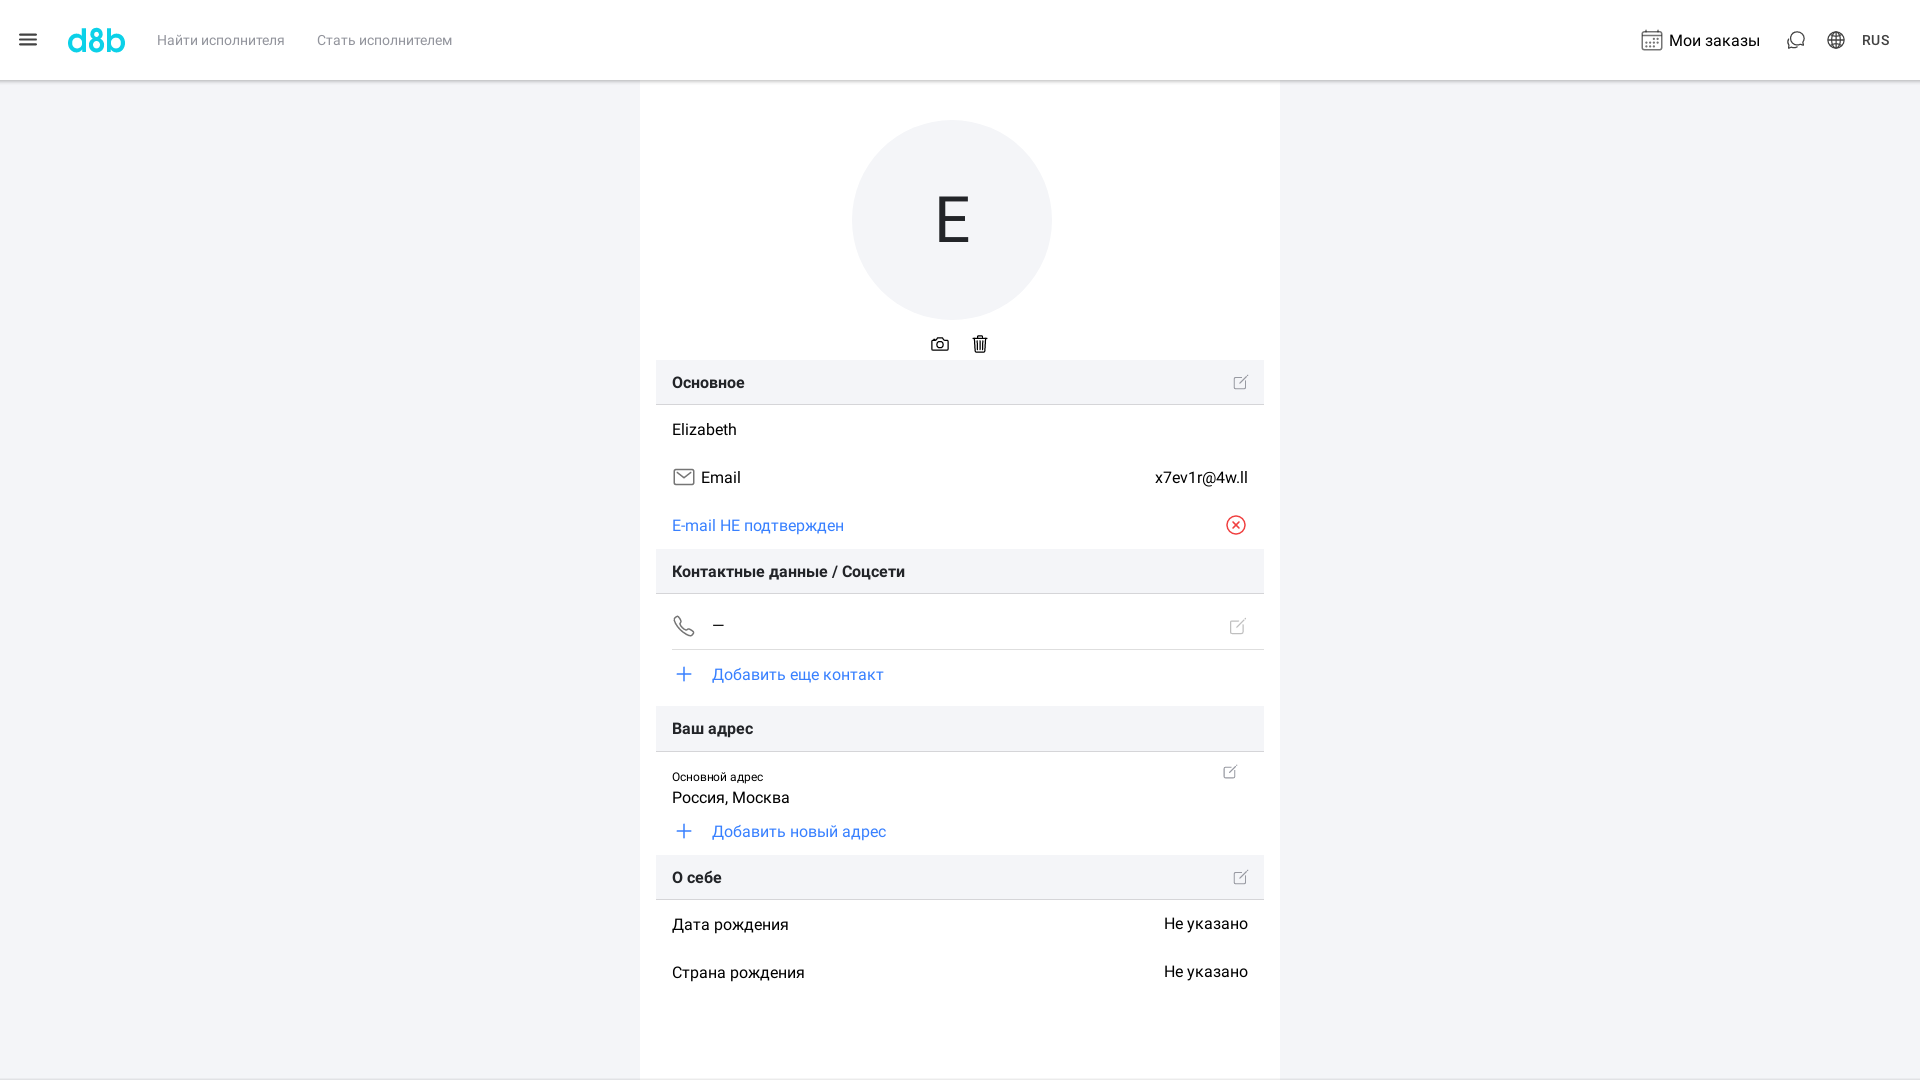 d8b
Найти исполнителя
Стать исполнителем
Мои заказы
RUS
E
Основное
Elizabeth
Email
x7ev1r@4w.ll
E-mail НЕ подтвержден
Контактные данные / Соцсети
—
Добавить еще контакт
Ваш адрес
Основной адрес
Россия, Москва
Добавить новый адрес
О себе
Дата рождения
Не указано
Страна рождения
Не указано